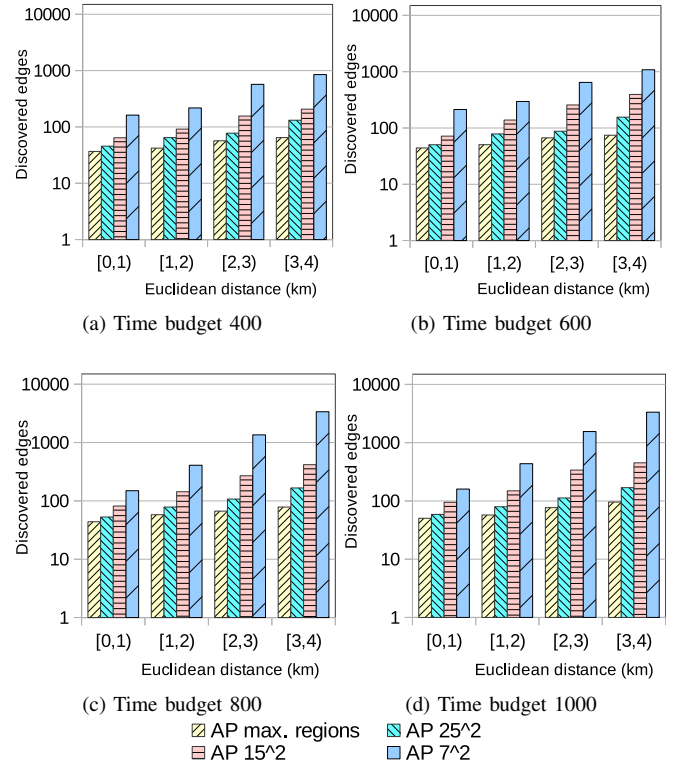 10000
1000
100
10
1
Discovered edges
[0,1) [1,2) [2,3) [3,4)
Euclidean distance (km)
(a) Time budget 400
10000
1000
100
10
1
Discovered edges
[0,1) [1,2) [2,3) [3,4)
Euclidean distance (km)
(b) Time budget 600
10000
1000
100
10
1
Discovered edges
[0,1) [1,2) [2,3) [3,4)
Euclidean distance (km)
(c) Time budget 800
10000
1000
100
10
1
Discovered edges
[0,1) [1,2) [2,3) [3,4)
Euclidean distance (km)
(d) Time budget 1000
AP max. regions AP 25^2
AP 15^2 AP 7^2